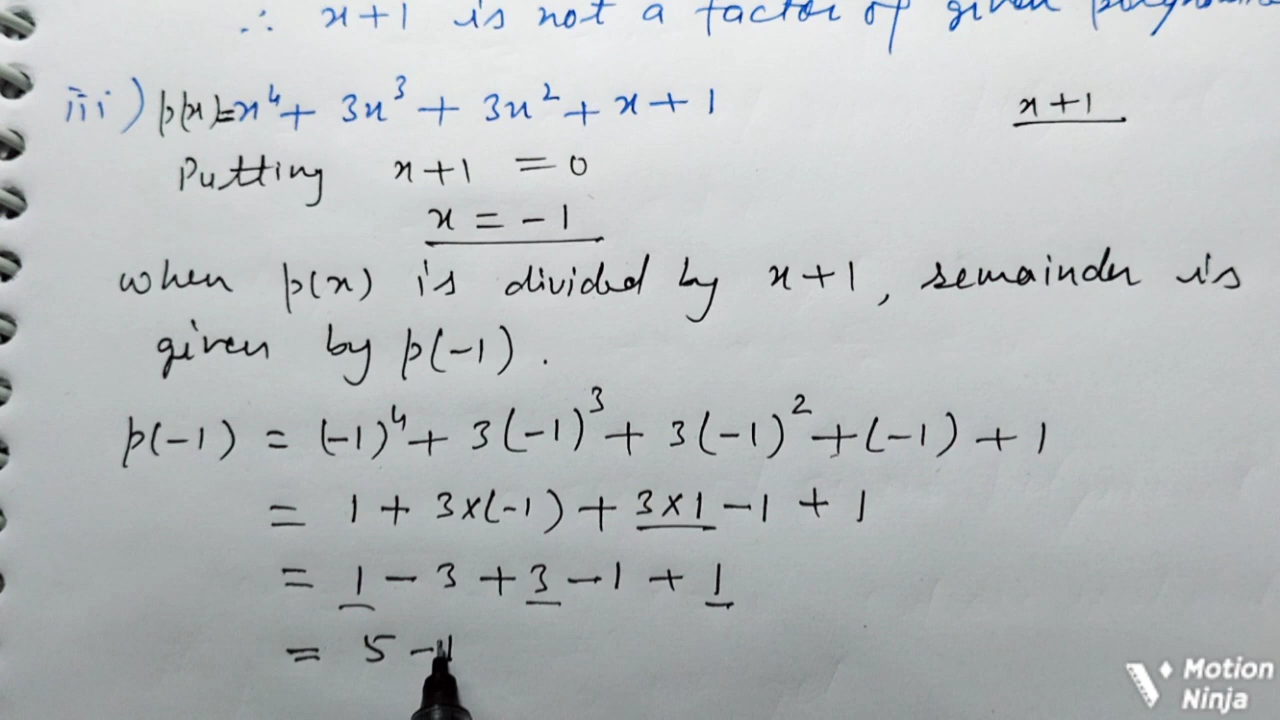 ∴ x+1 is not a factor of given
iii) p(x)=x⁴+ 3x³ + 3x² + x + 1
x+1
Putting x+1 = 0
x = -1
when p(x) is divided by x+1, remainder is
given by p(-1).
p(-1) = (-1)⁴+ 3(-1)³+ 3(-1)²+(-1) + 1
= 1 + 3×(-1) + 3×1 -1 + 1
= 1 - 3 + 3 -1 + 1
= 5 -
Motion
Ninja